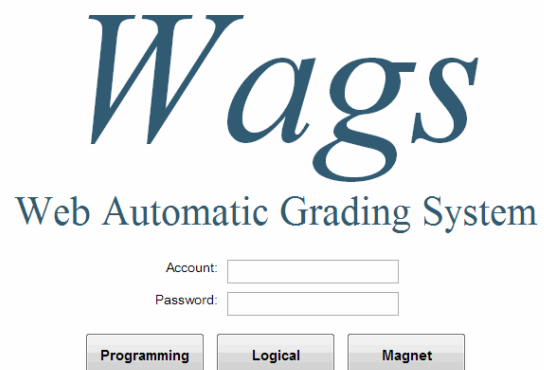 Wags
Web Automatic Grading System
Account:
Password:
Programming Logical Magnet